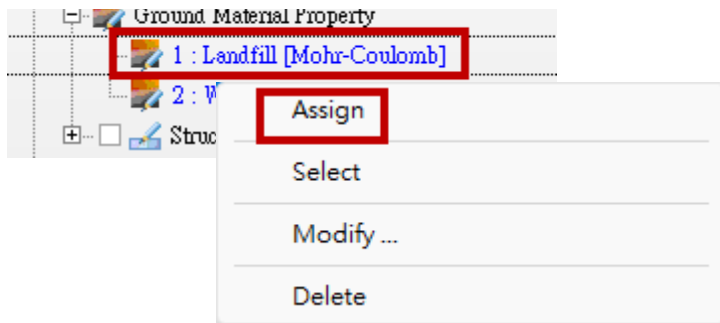 Ground Material Property
1 : Landfill [Mohr-Coulomb]
2 :
Assign
Struc
Select
Modify ...
Delete